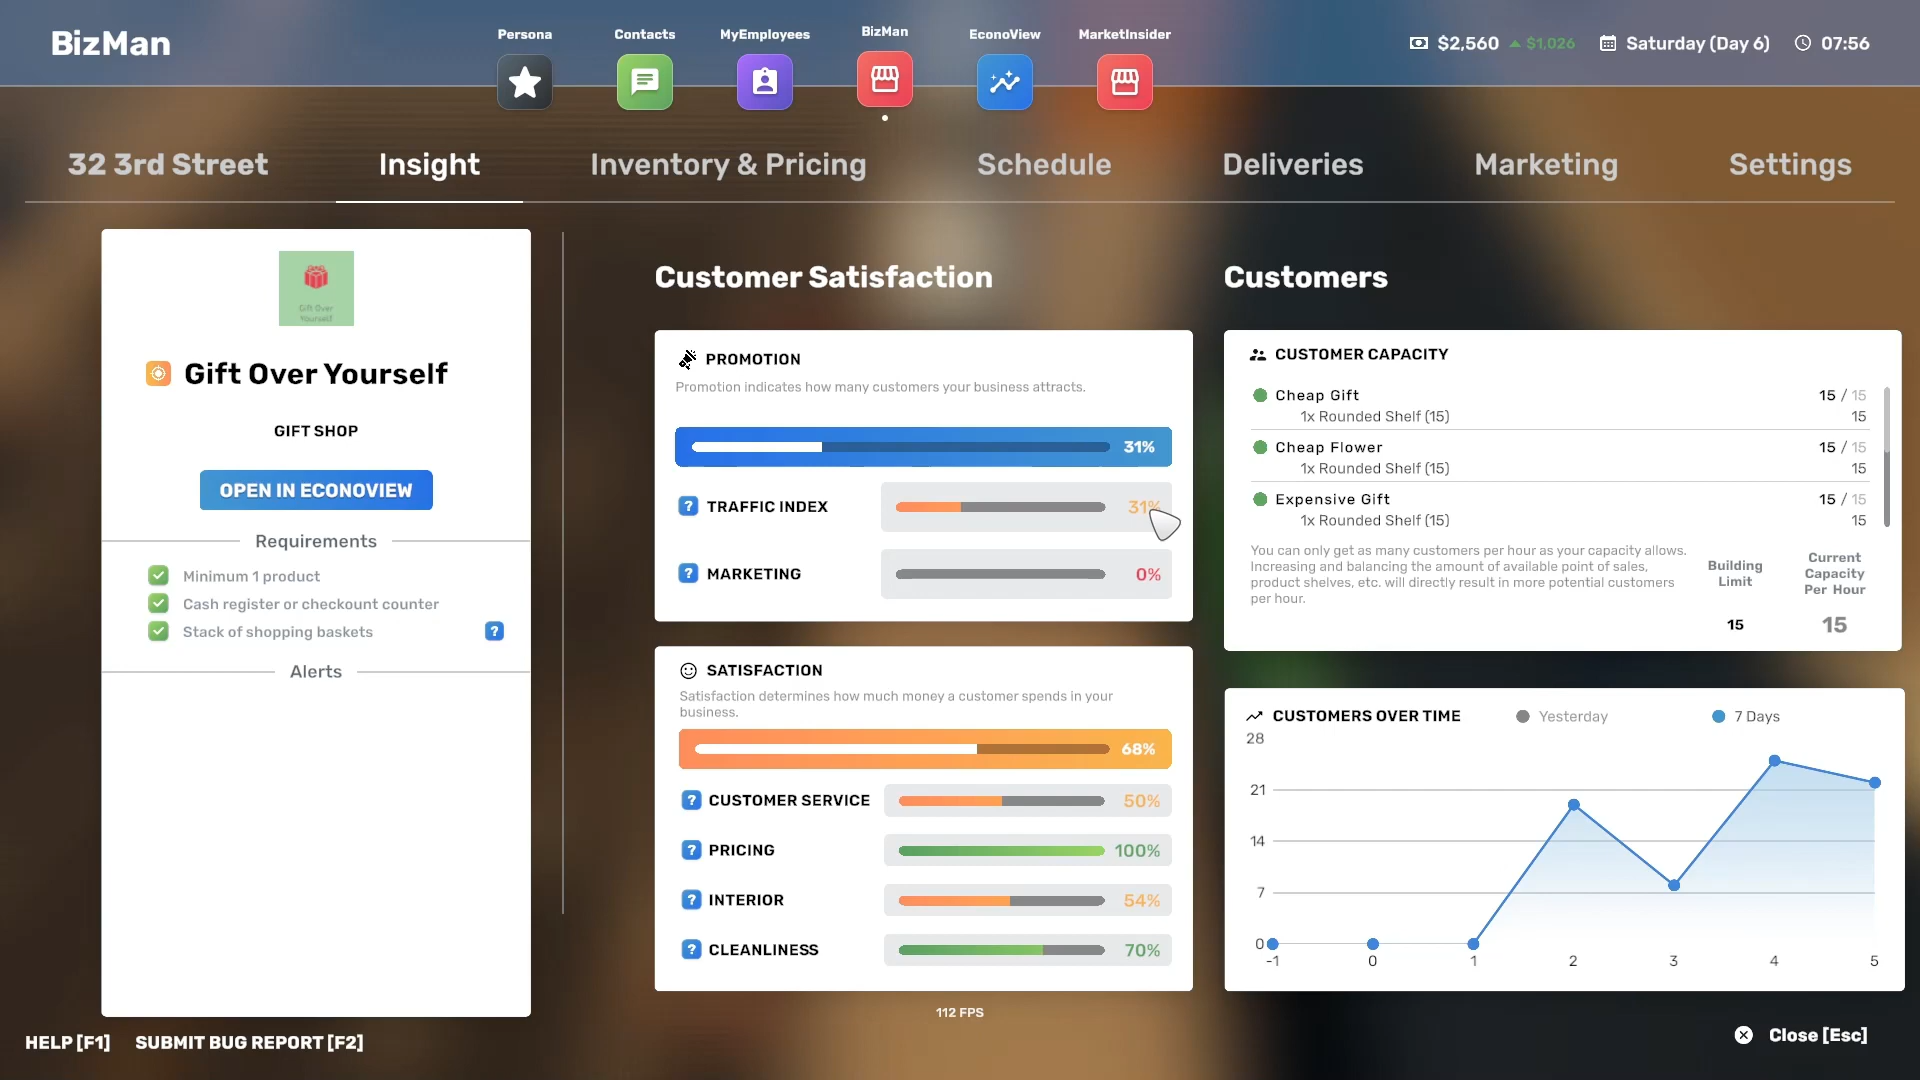 BizMan
Persona
Contacts
MyEmployees
BizMan
EconoView
MarketInsider
$2,560 $1,026 Saturday (Day 6) 07:56
32 3rd Street
Insight
Inventory & Pricing
Schedule
Deliveries
Marketing
Settings
Gift Over
Yourself
Gift Over Yourself
GIFT SHOP
OPEN IN ECONOVIEW
Requirements
Minimum 1 product
Cash register or checkount counter
Stack of shopping baskets ?
Alerts
Customer Satisfaction
PROMOTION
Promotion indicates how many customers your business attracts.
31%
? TRAFFIC INDEX 31%
? MARKETING 0%
SATISFACTION
Satisfaction determines how much money a customer spends in your
business.
68%
? CUSTOMER SERVICE 50%
? PRICING 100%
? INTERIOR 54%
? CLEANLINESS 70%
Customers
CUSTOMER CAPACITY
Cheap Gift 15 / 15
1x Rounded Shelf (15) 15
Cheap Flower 15 / 15
1x Rounded Shelf (15) 15
Expensive Gift 15 / 15
1x Rounded Shelf (15) 15
You can only get as many customers per hour as your capacity allows.
Increasing and balancing the amount of available point of sales,
product shelves, etc. will directly result in more potential customers
per hour.
Building
Limit
15
Current
Capacity
Per Hour
15
CUSTOMERS OVER TIME Yesterday 7 Days
28
21
14
7
0
-1 0 1 2 3 4 5
112 FPS
HELP [F1] SUBMIT BUG REPORT [F2]
Close [Esc]